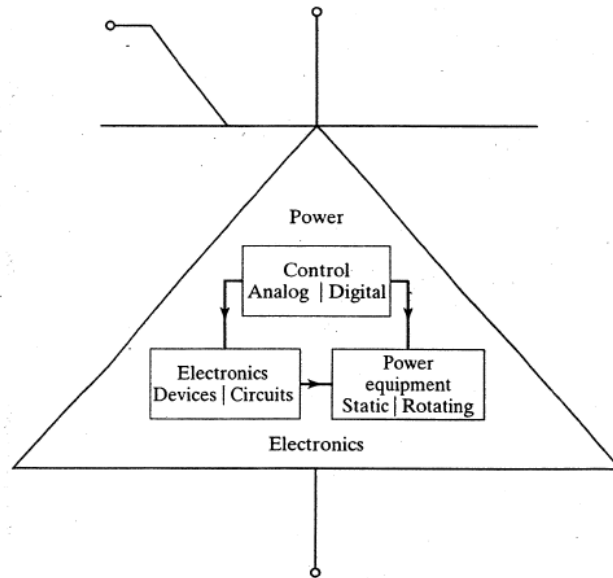 Power
Control
Analog | Digital
Electronics
Devices | Circuits
Power
equipment
Static | Rotating
Electronics